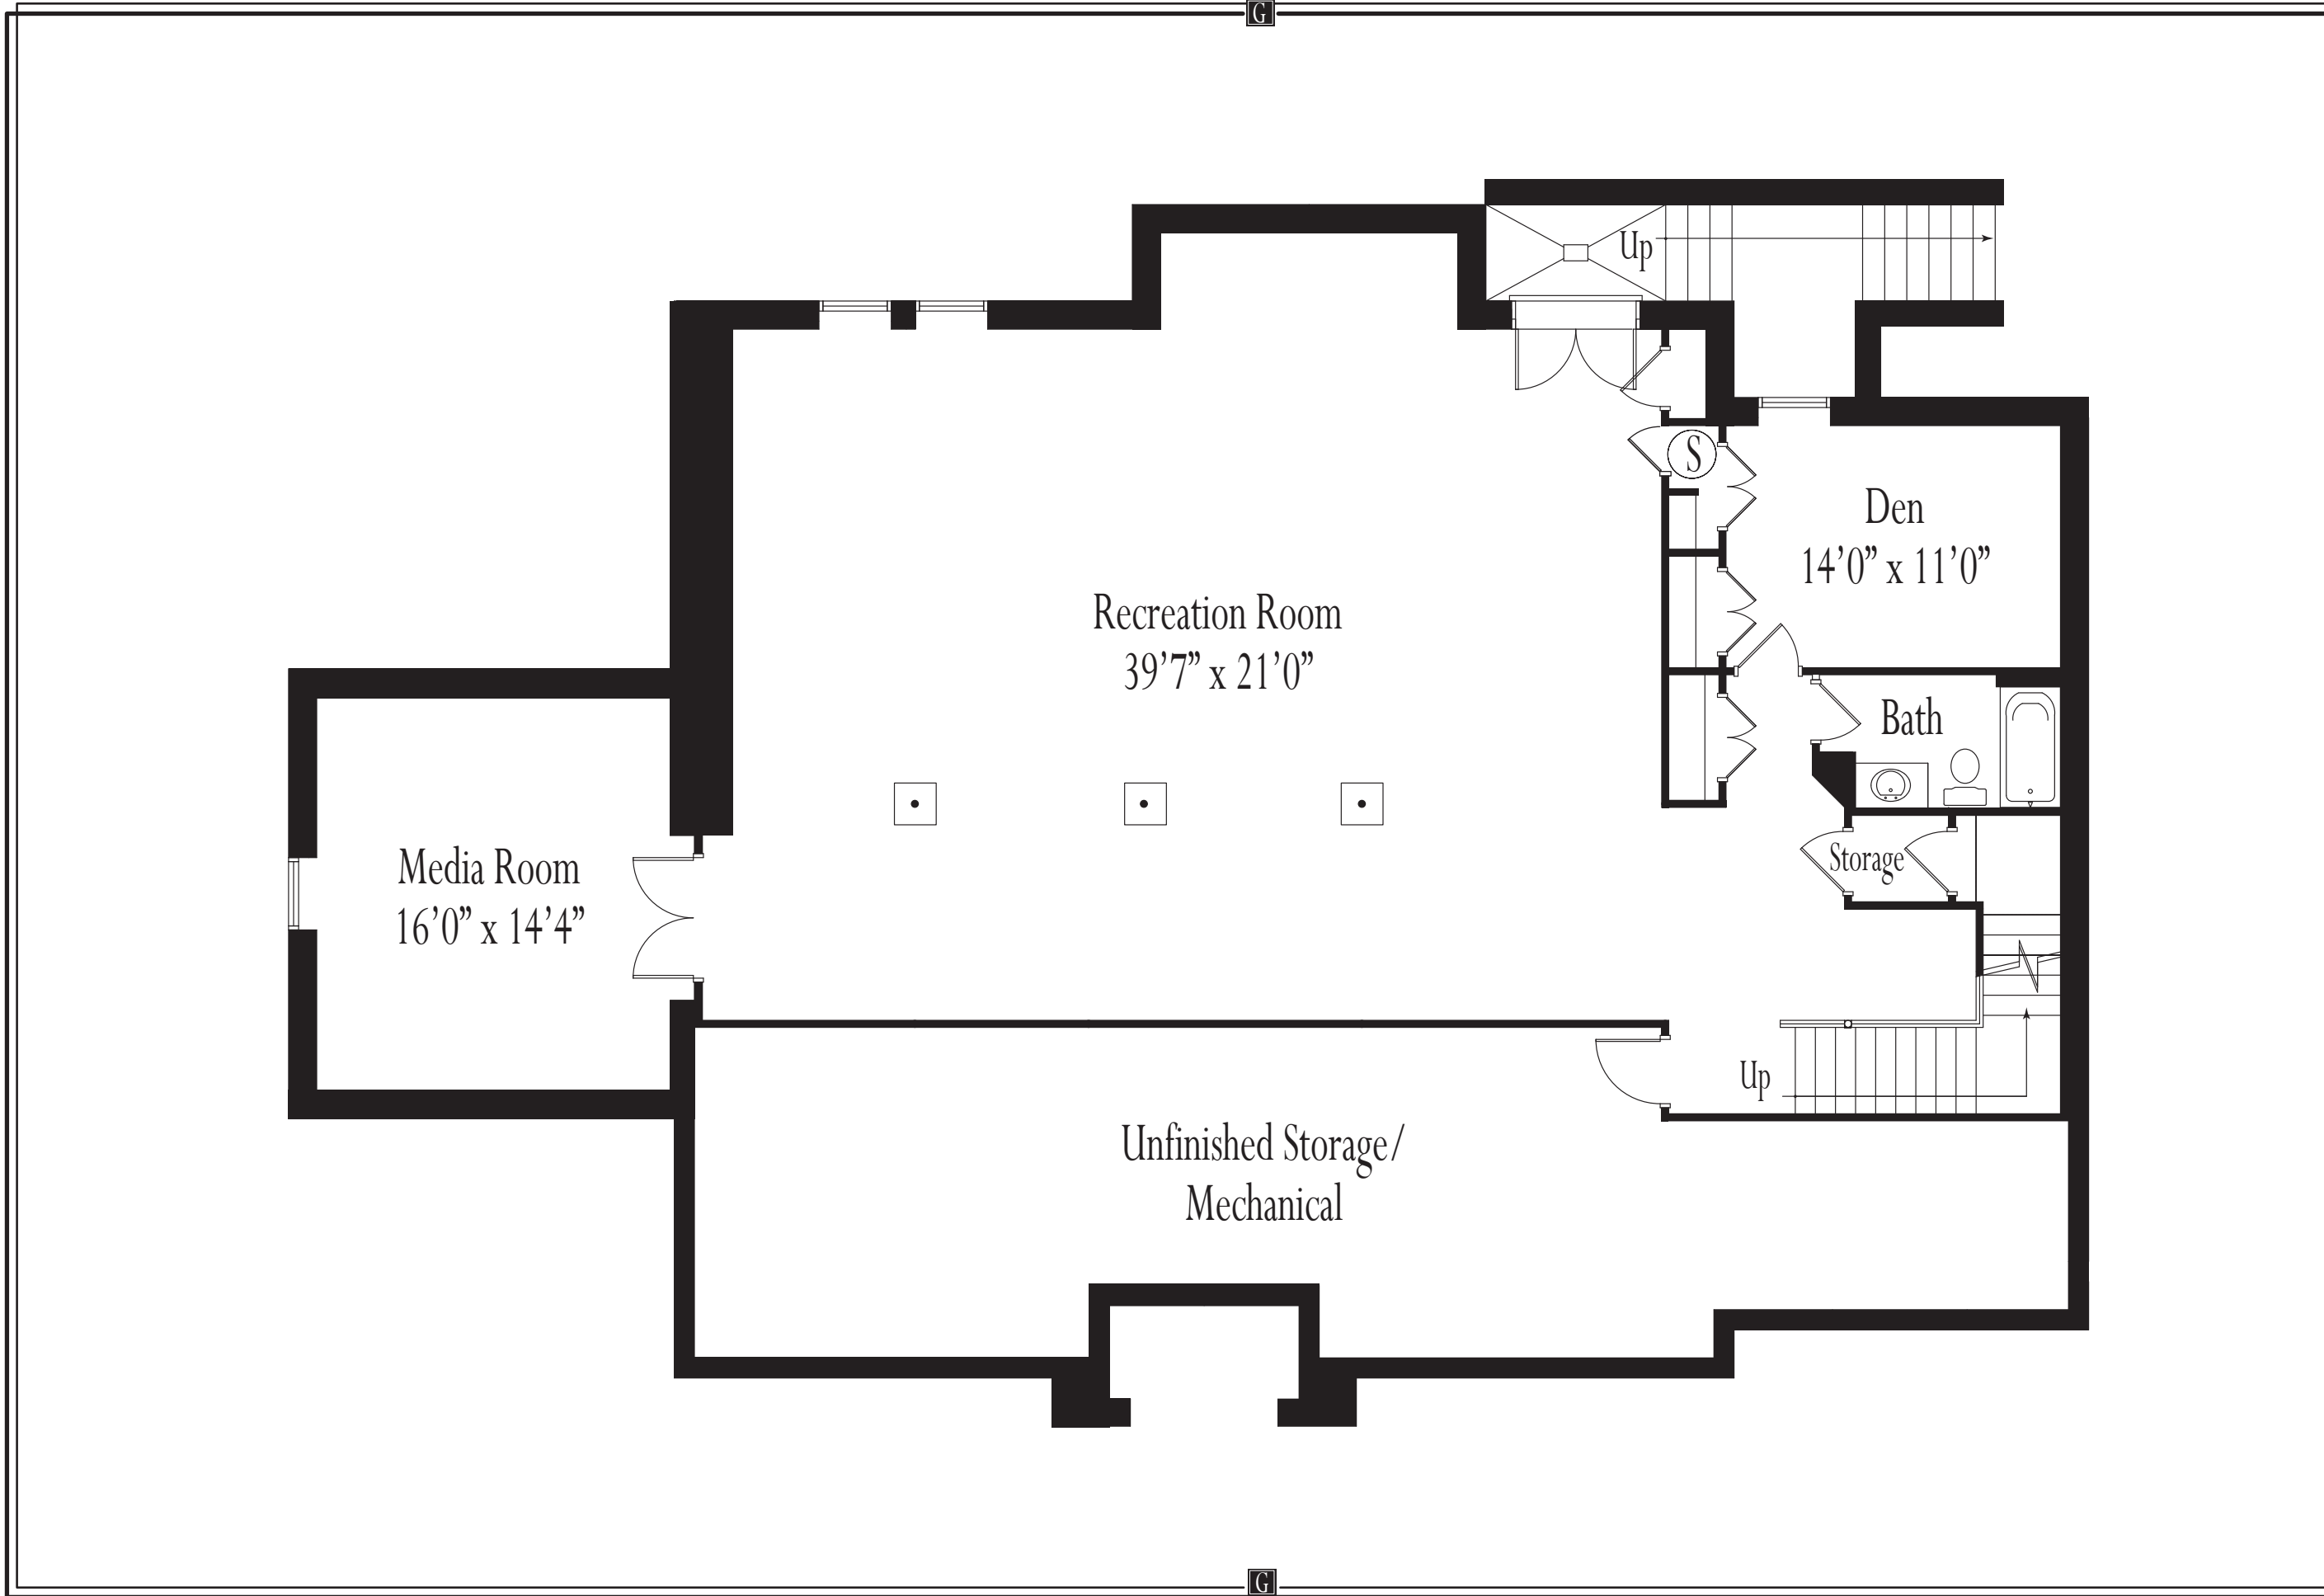 G
Up
S
Den
14’0” x 11’0”
Recreation Room
39’7” x 21’0”
Bath
Media Room
16’0” x 14’4”
Storage
Up
Unfinished Storage/
Mechanical
G